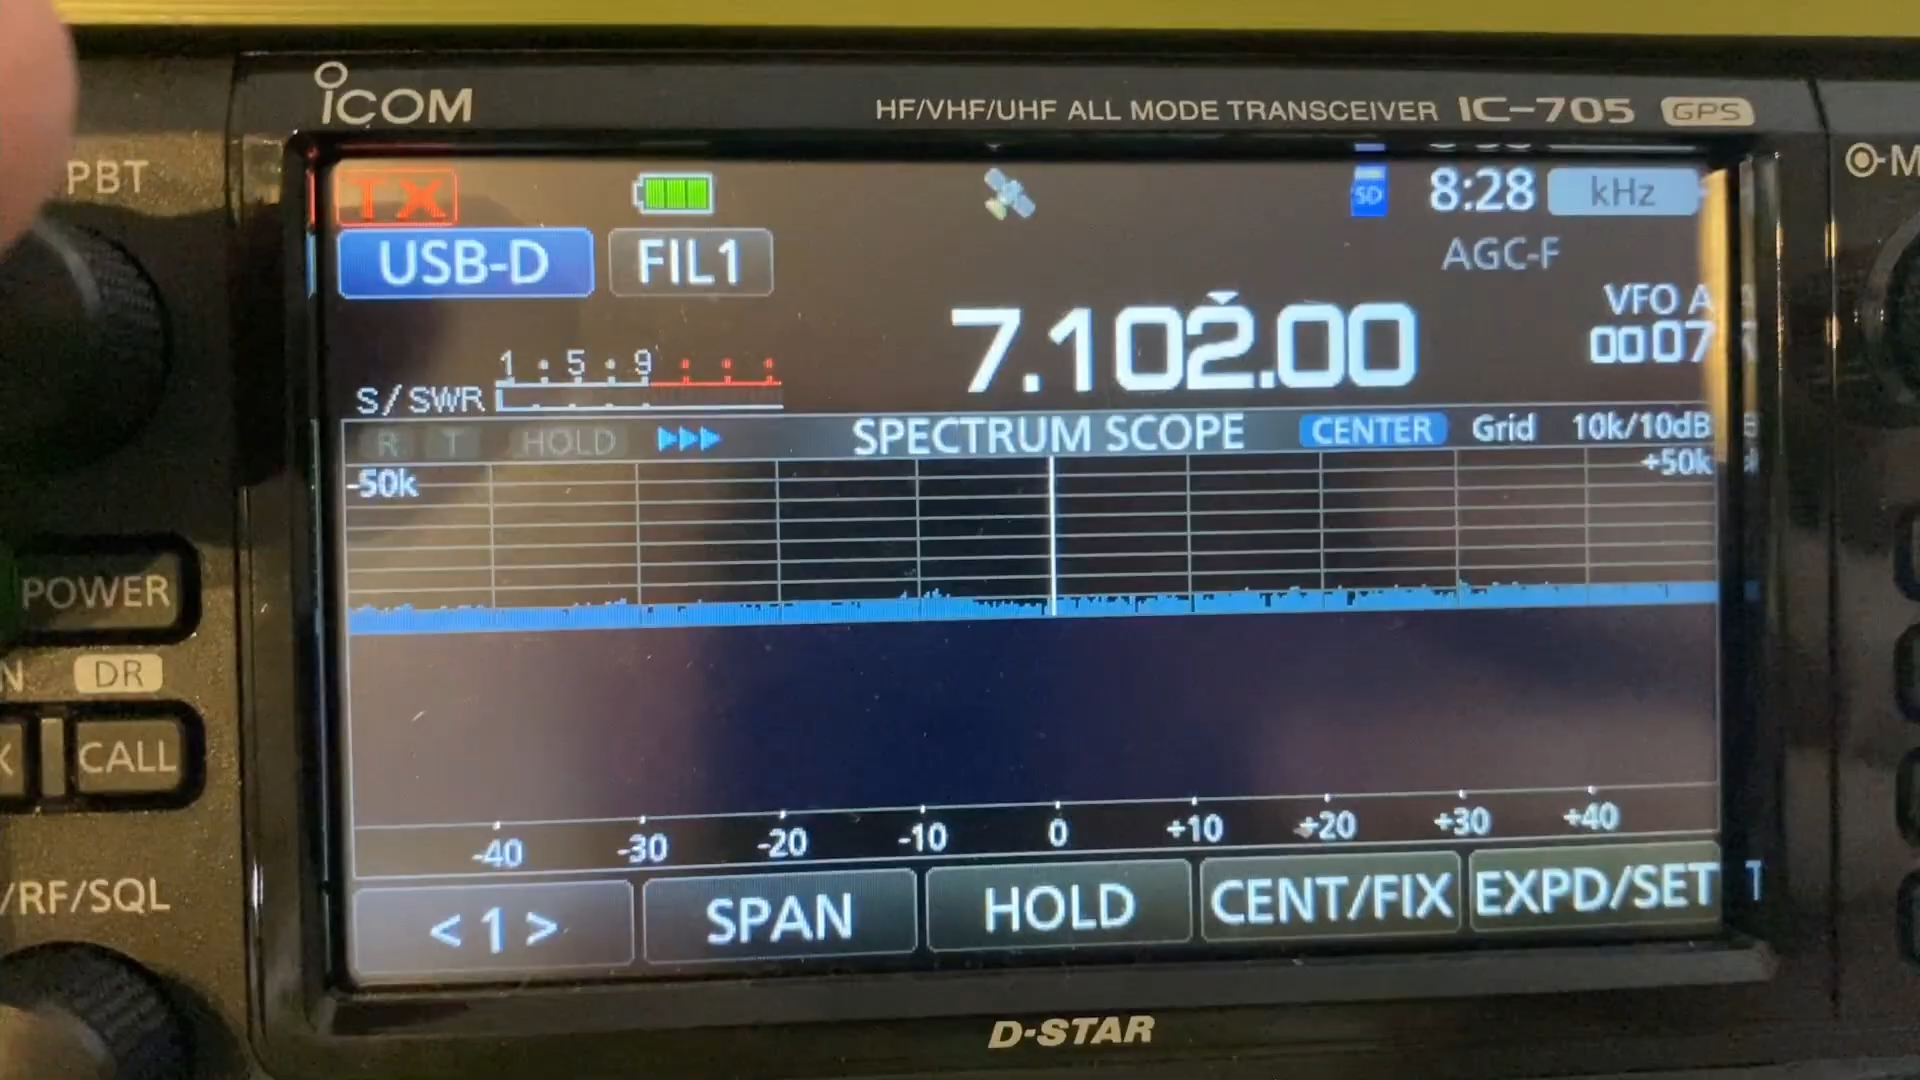 ICOM
HF/VHF/UHF ALL MODE TRANSCEIVER IC-705 GPS
PBT
TX
SD
8:28
kHz
USB-D
FIL1
AGC-F
7.102.00
VFO A
0007
1 • 5 • 9
S/SWR
R T HOLD
SPECTRUM SCOPE
CENTER
Grid
10k/10dB
-50k
+50k
POWER
DR
CALL
-40 -30 -20 -10 0 +10 +20 +30 +40
/RF/SQL
<1>
SPAN
HOLD
CENT/FIX
EXPD/SET
D-STAR